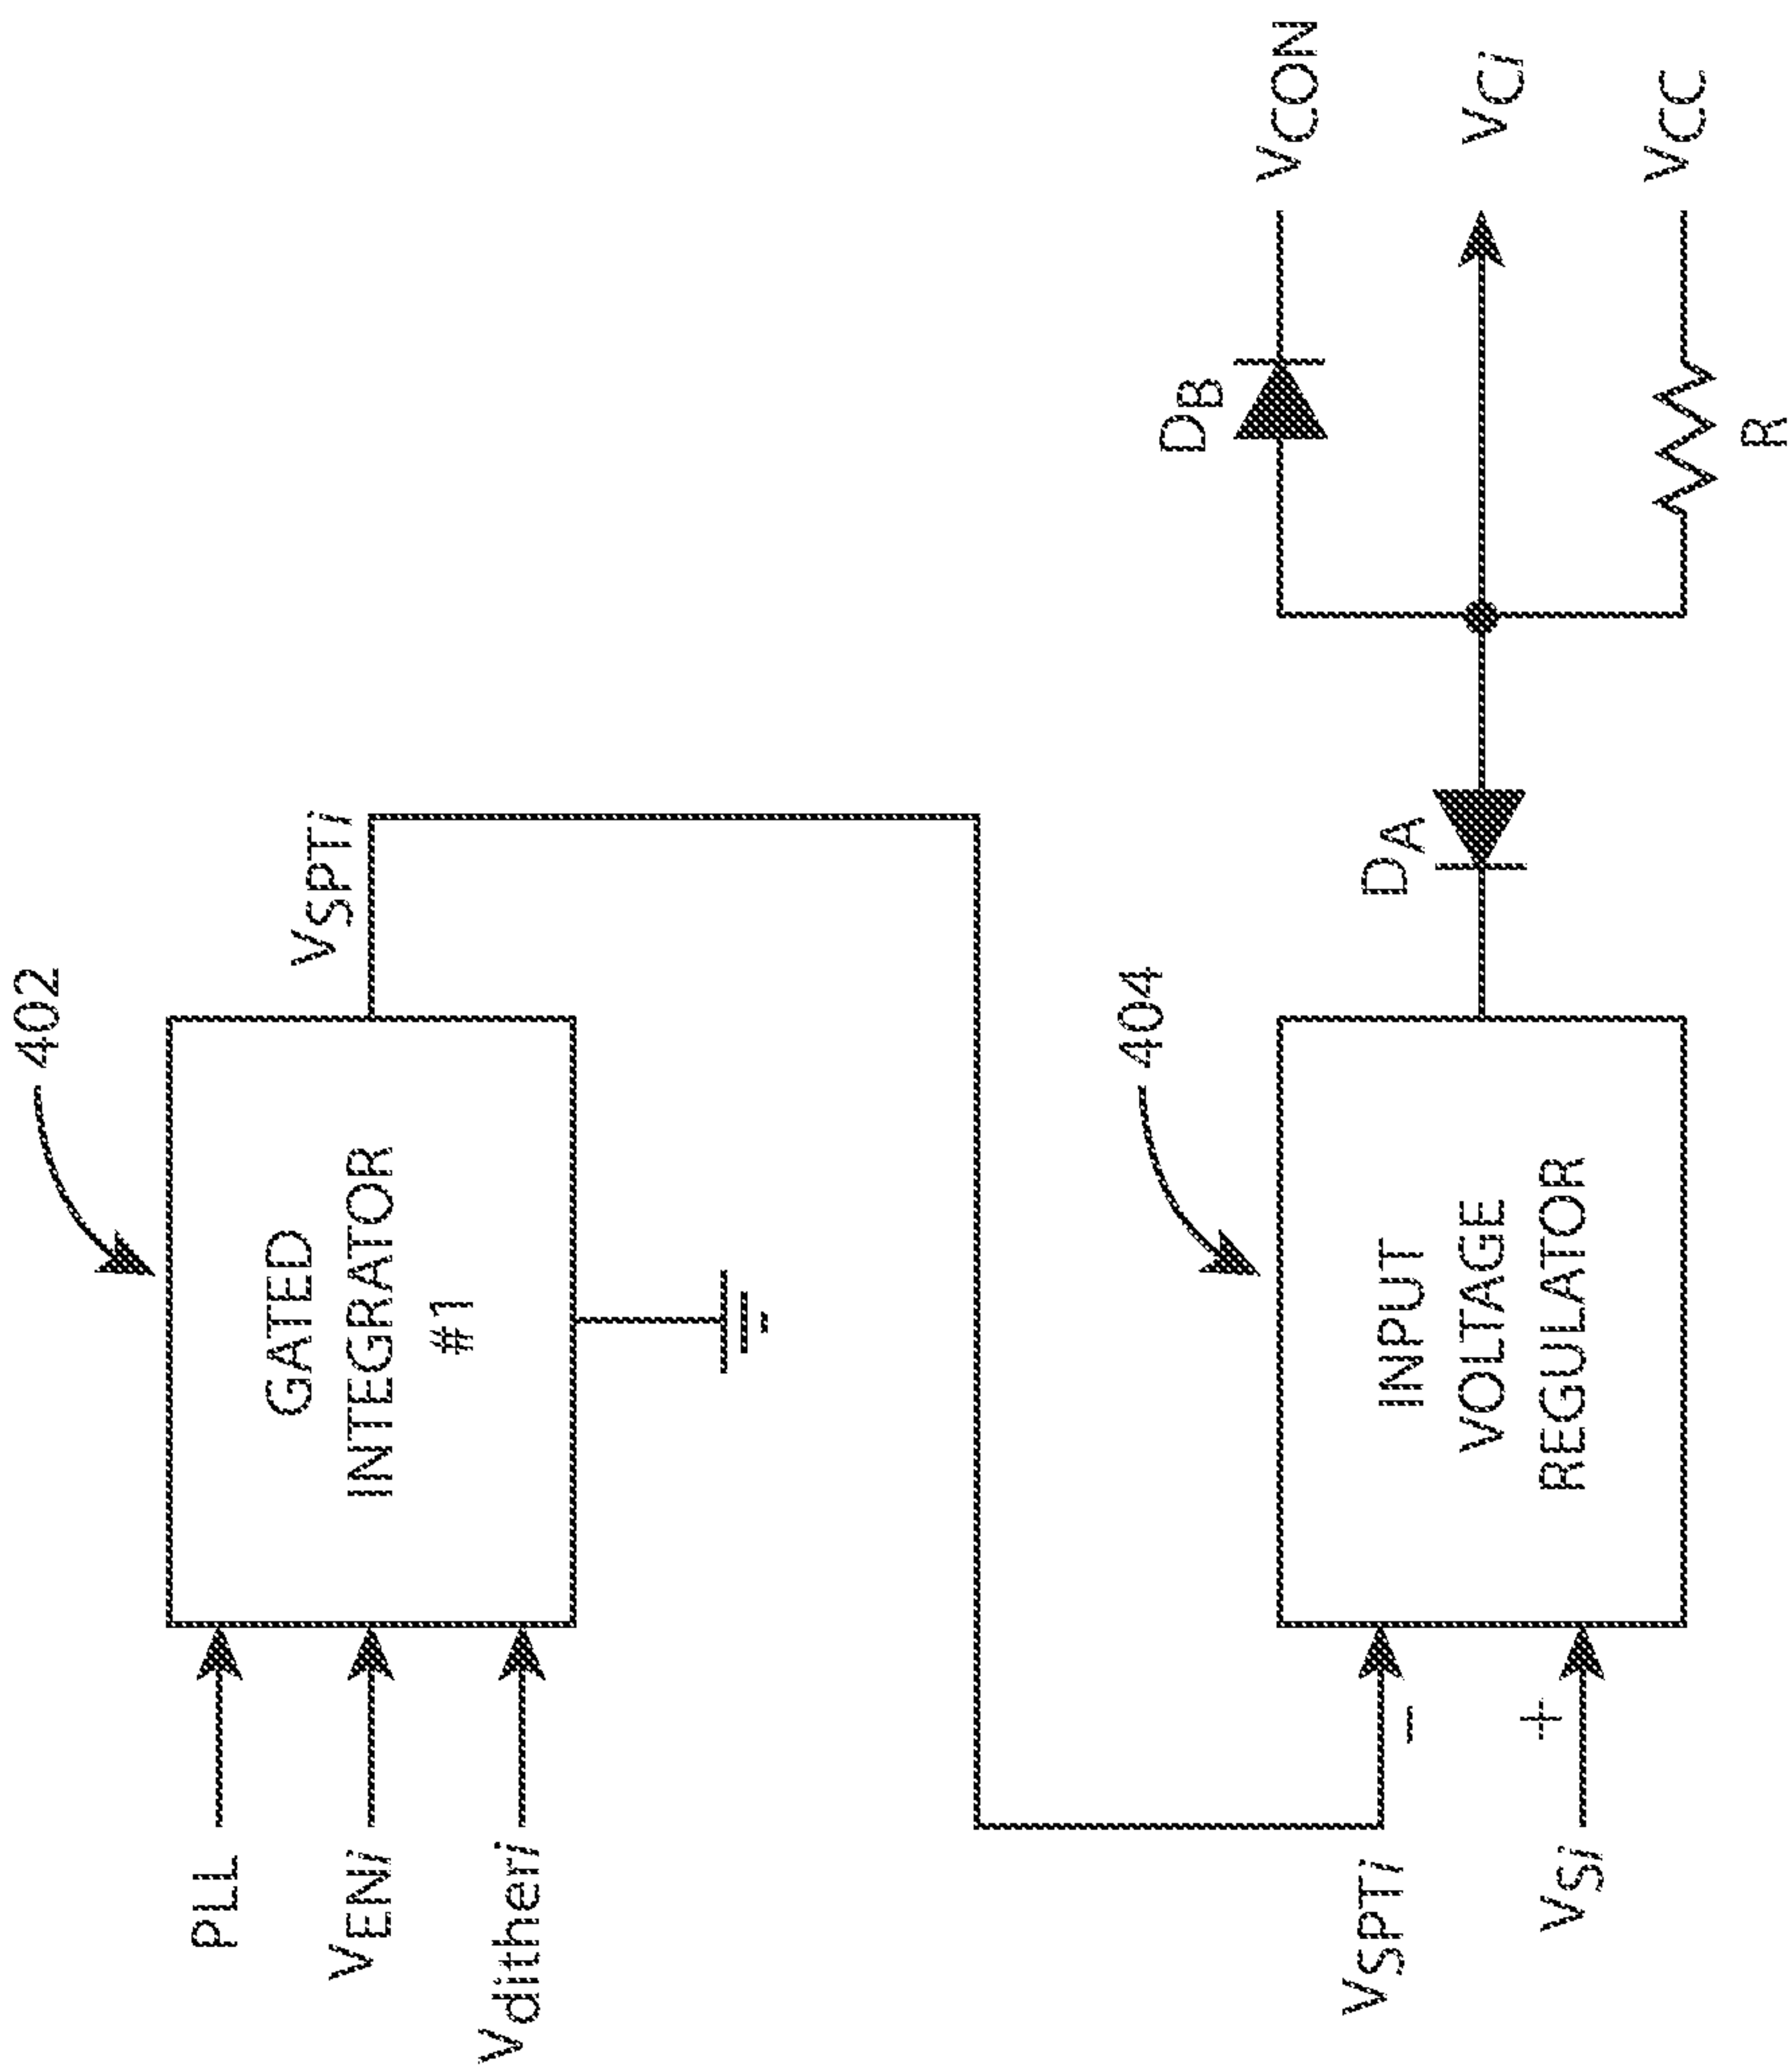 402
PLL
VENi
Vditheri
GATED
INTEGRATOR
#1
VSPTi
404
VSPTi
−
+
VSi
INPUT
VOLTAGE
REGULATOR
DA
DB
VCON
VCi
VCC
R